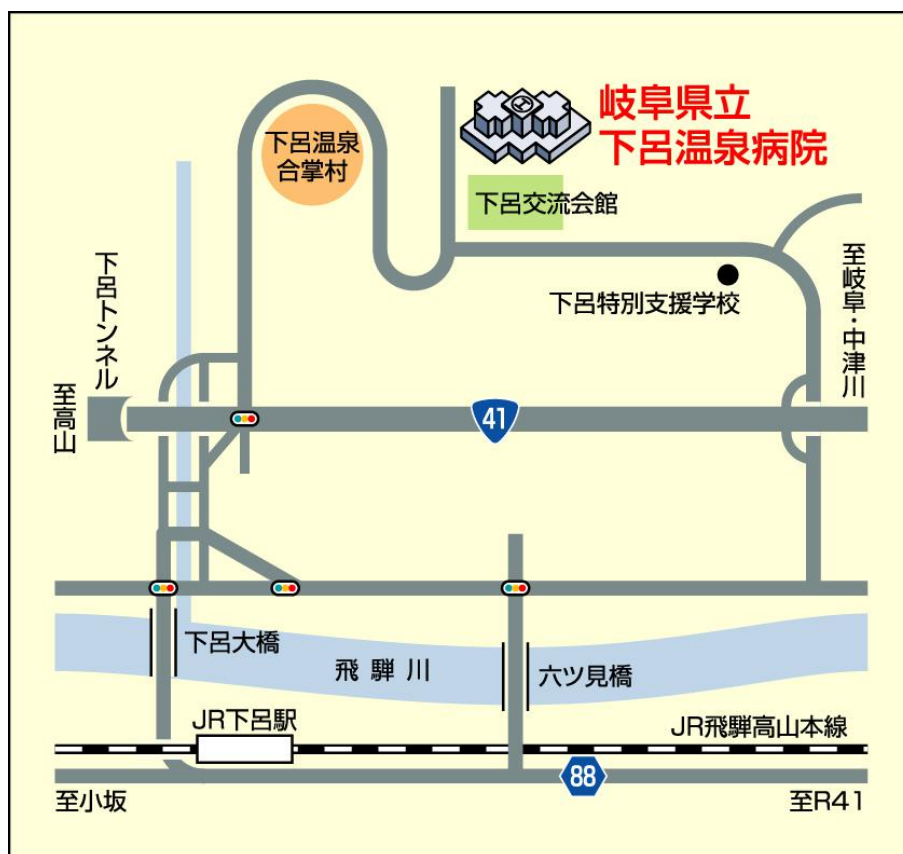 岐阜県立
下呂温泉病院
下呂温泉
合掌村
下呂交流会館
下呂特別支援学校
至岐阜・中津川
下呂トンネル
至高山
41
下呂大橋
飛騨川
六ツ見橋
JR下呂駅
JR飛騨高山本線
88
至小坂
至R41